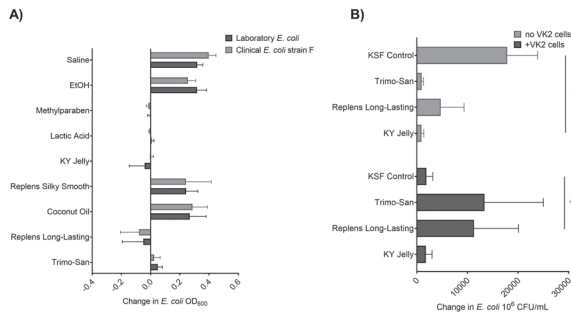 A)
Laboratory E. coli
Clinical E. coli strain F
Saline
EtOH
Methylparaben
Lactic Acid
KY Jelly
Replens Silky Smooth
Coconut Oil
Replens Long-Lasting
Trimo-San
-0.4 -0.2 0.0 0.2 0.4 0.6
Change in E. coli OD600
B)
no VK2 cells
+VK2 cells
KSF Control
Trimo-San
Replens Long-Lasting
KY Jelly
KSF Control
Trimo-San
Replens Long-Lasting
KY Jelly
0 10000 20000 30000
Change in E. coli 10⁶ CFU/mL